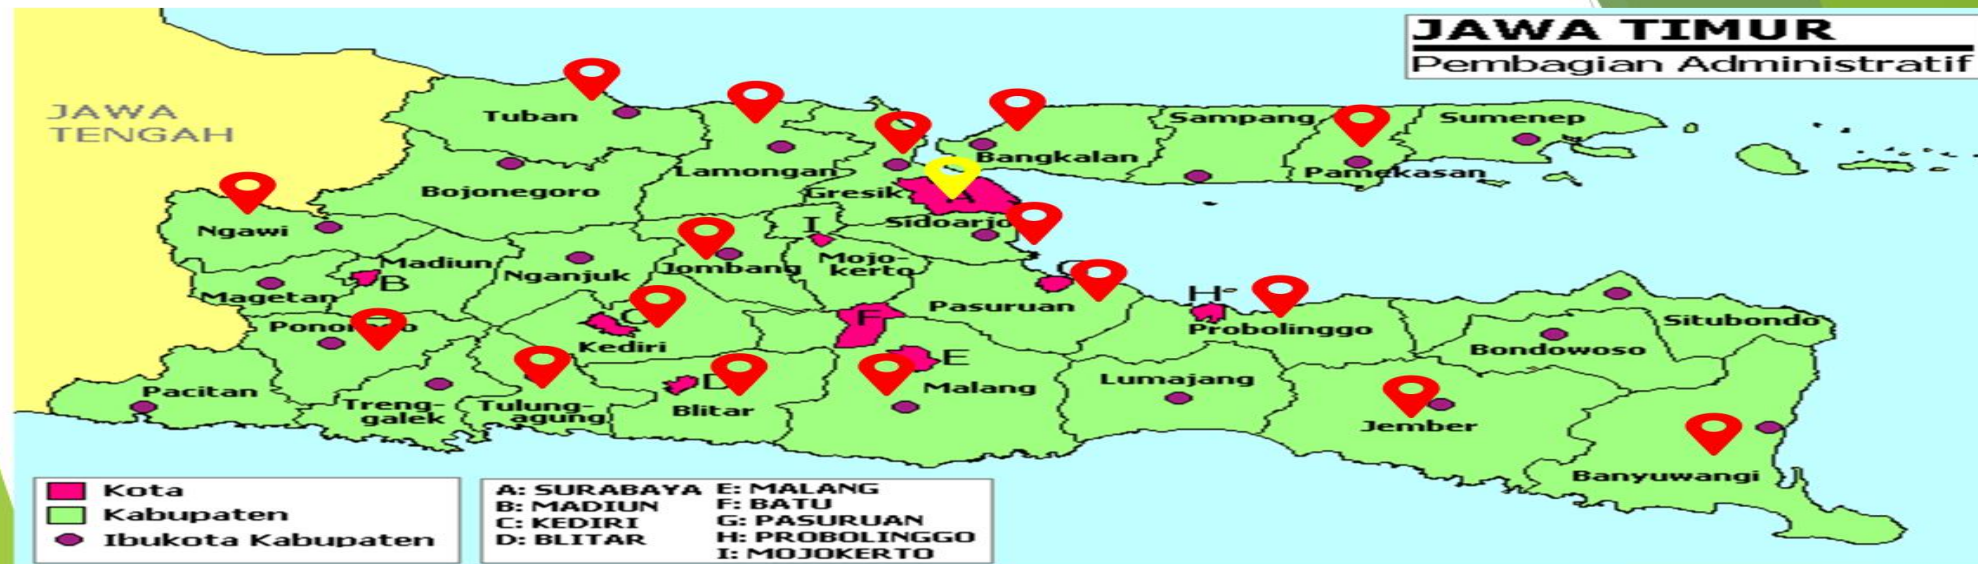 JAWA TIMUR
Pembagian Administratif
JAWA
TENGAH
Tuban
Sampang
Sumenep
Bangkalan
Pamekasan
Lamongan
Bojonegoro
Gresik
A
Ngawi
I
Sidoarjo
Madiun
Nganjuk
Jombang
Mojo-
kerto
B
Magetan
Pasuruan
H
Ponorogo
C
F
Probolinggo
Situbondo
Kediri
Bondowoso
E
Pacitan
D
Malang
Lumajang
Treng-
galek
Tulung-
agung
Blitar
Jember
Banyuwangi
Kota
Kabupaten
Ibukota Kabupaten
A: SURABAYA
B: MADIUN
C: KEDIRI
D: BLITAR
E: MALANG
F: BATU
G: PASURUAN
H: PROBOLINGGO
I: MOJOKERTO